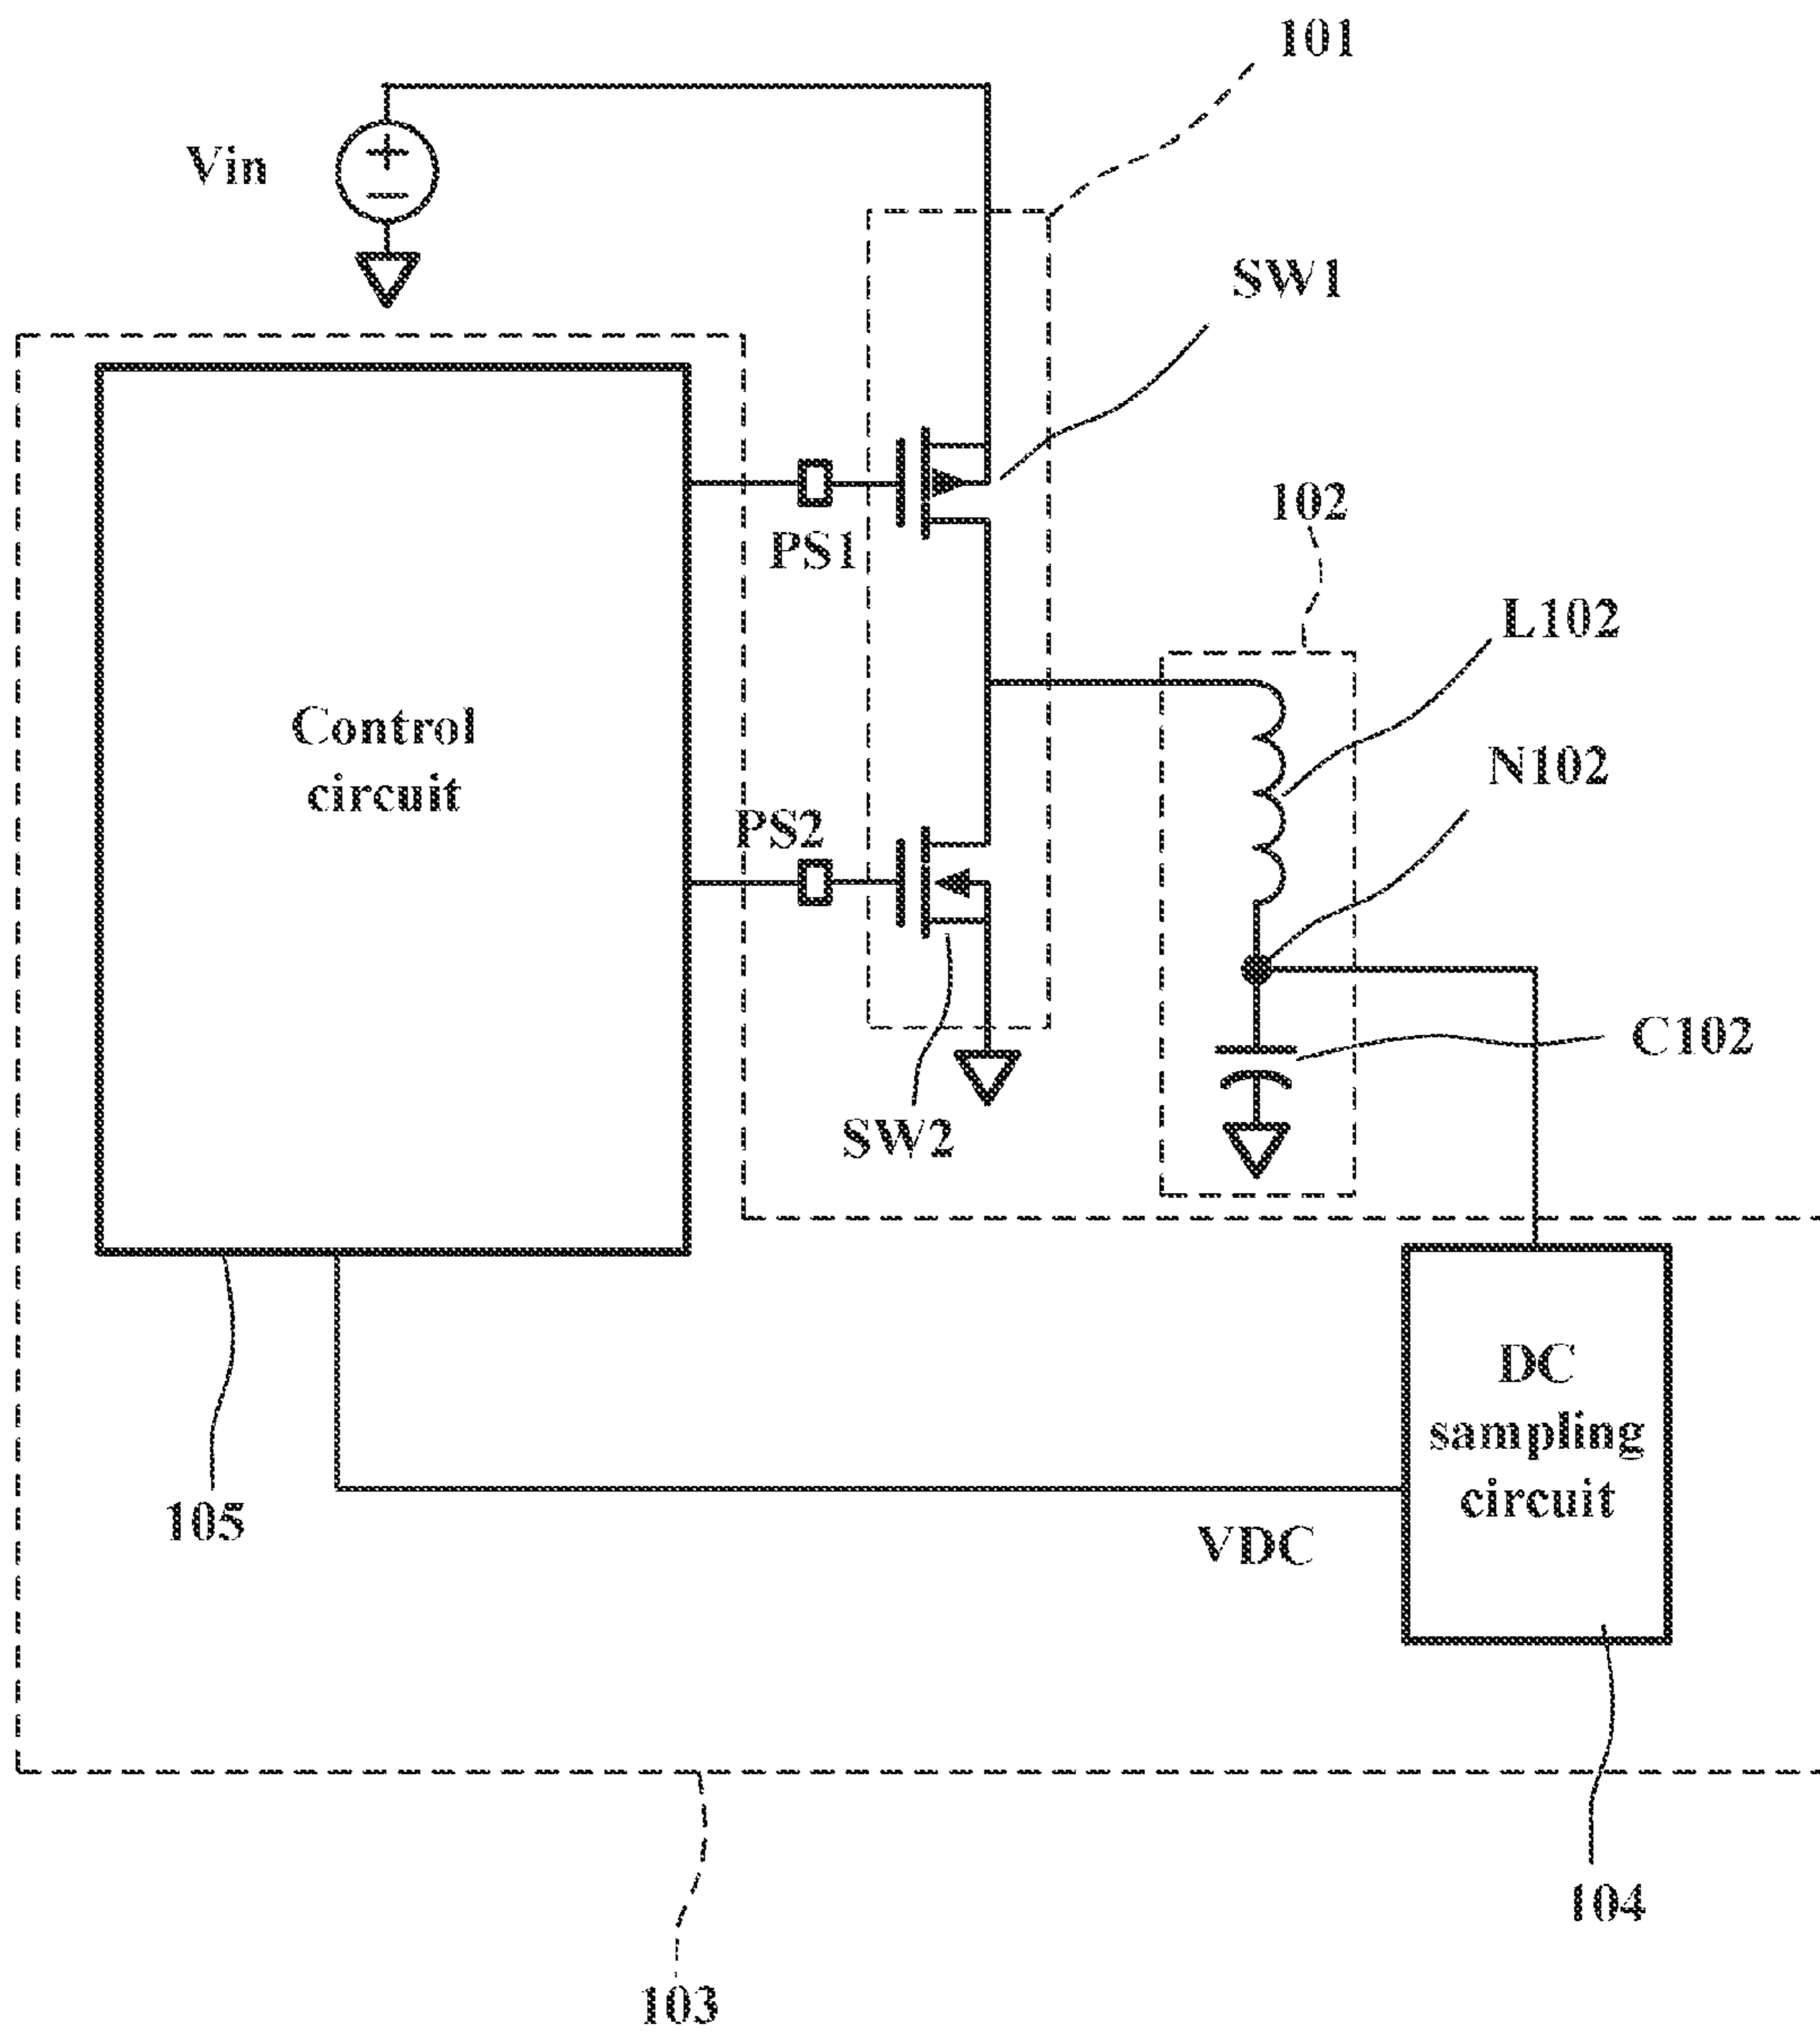 101
Vin
SW1
102
PS1
L102
Control
circuit
N102
PS2
C102
SW2
DC
sampling
circuit
105
VDC
104
103